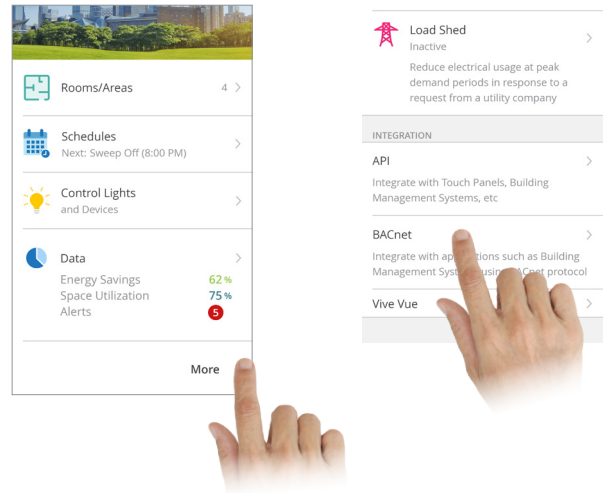 Rooms/Areas
4
Schedules
Next: Sweep Off (8:00 PM)
Control Lights
and Devices
Data
Energy Savings 62 %
Space Utilization 75 %
Alerts 5
More
Load Shed
Inactive
Reduce electrical usage at peak
demand periods in response to a
request from a utility company
INTEGRATION
API
Integrate with Touch Panels, Building
Management Systems, etc
BACnet
Integrate with such as Building
Management protocol
Vive Vue